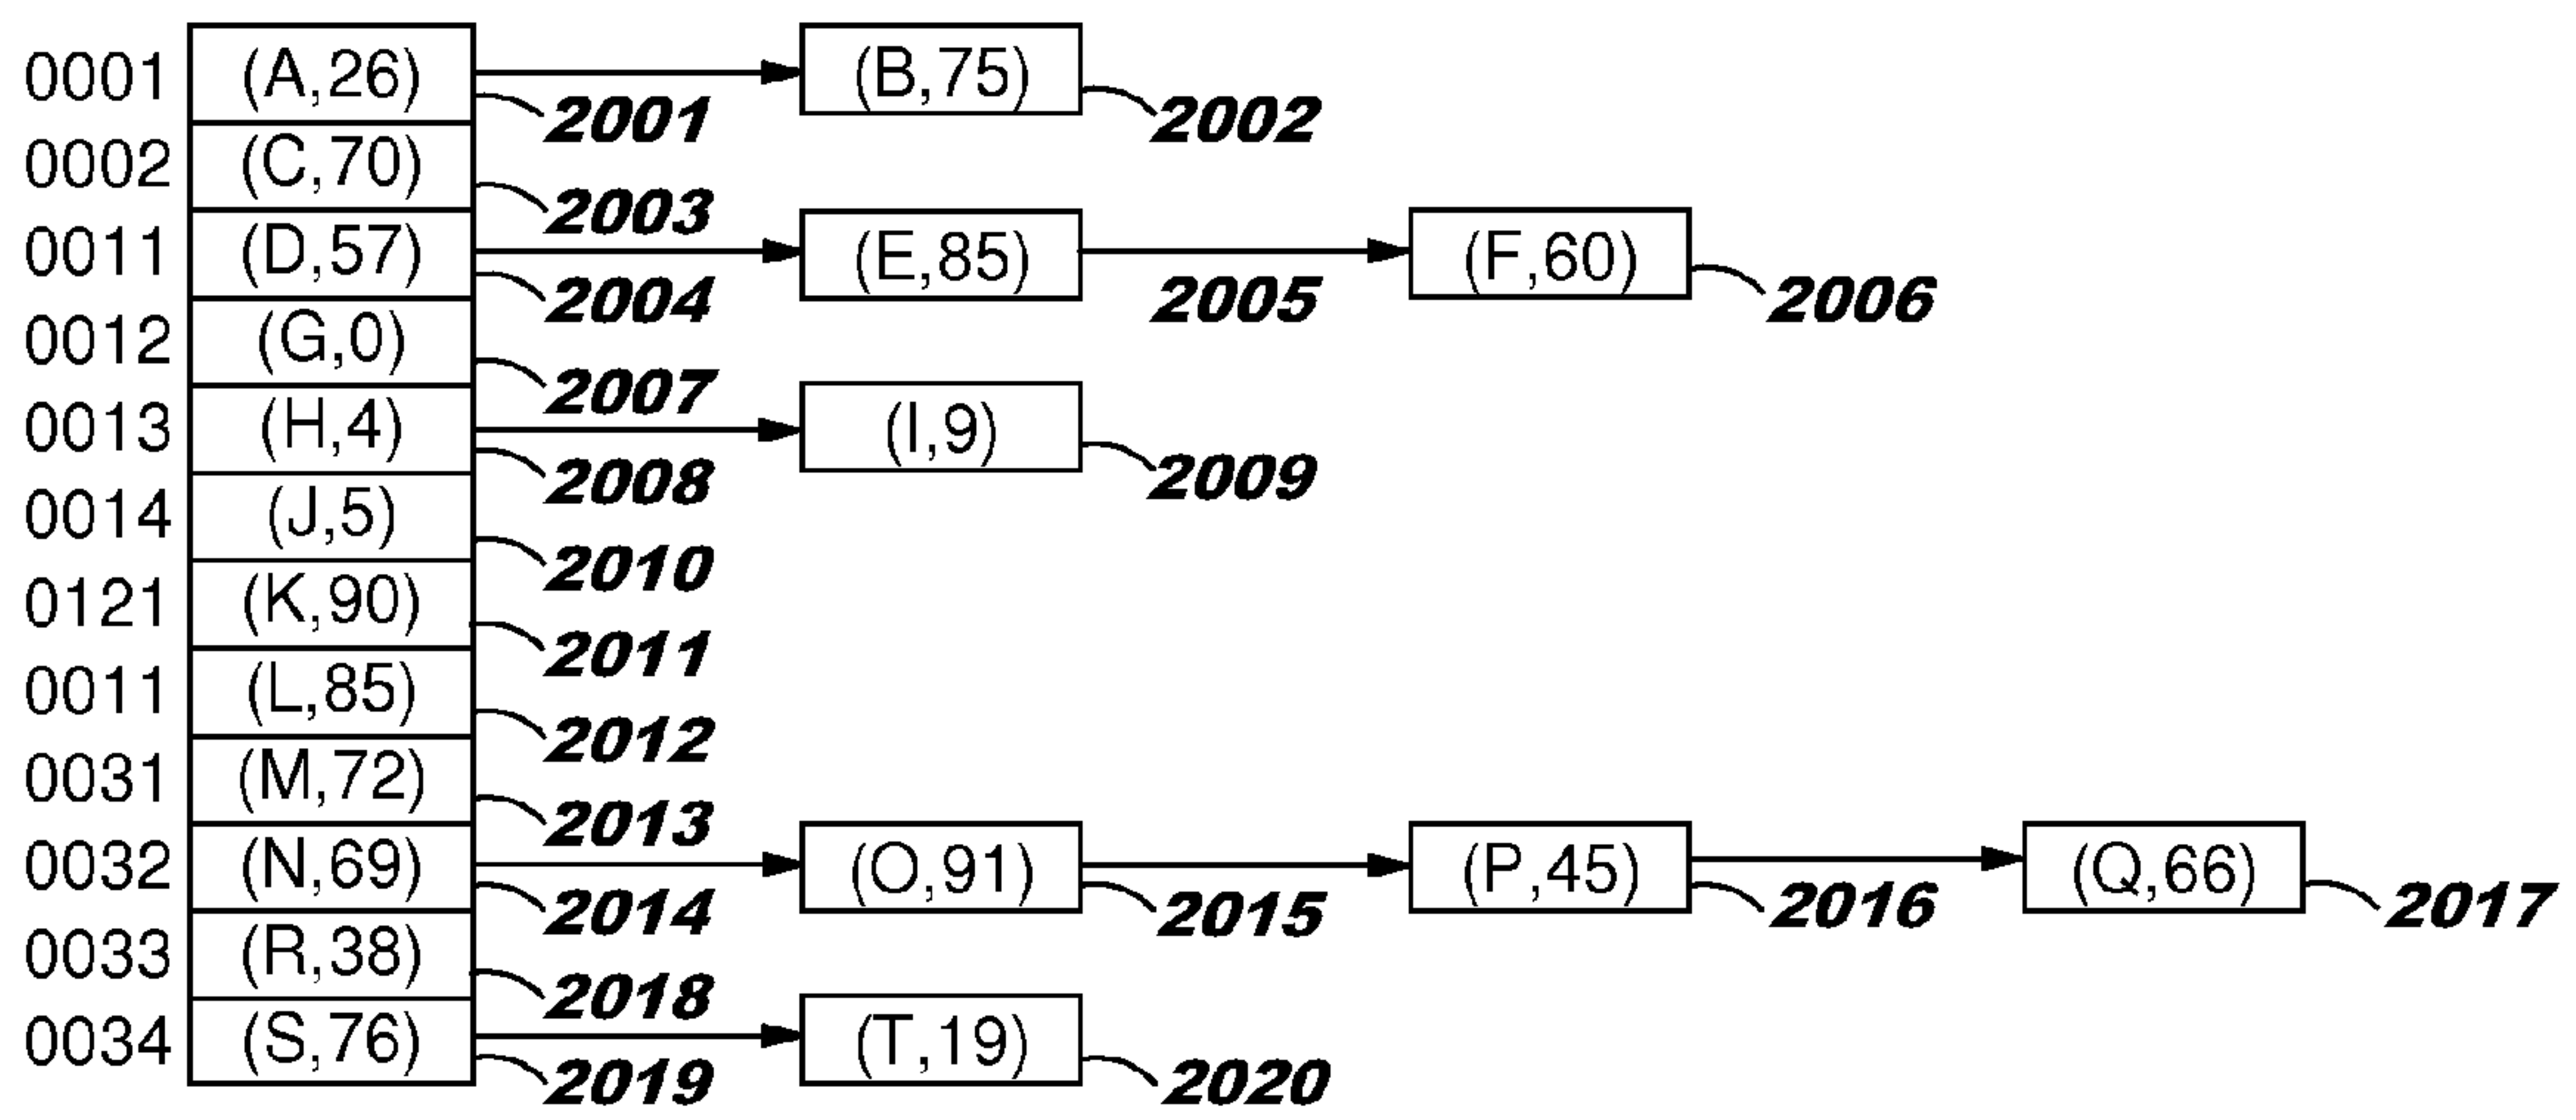 0001 (A,26) 2001 (B,75) 2002
0002 (C,70) 2003
0011 (D,57) 2004 (E,85) 2005 (F,60) 2006
0012 (G,0) 2007
0013 (H,4) 2008 (I,9) 2009
0014 (J,5) 2010
0121 (K,90) 2011
0011 (L,85) 2012
0031 (M,72) 2013
0032 (N,69) 2014 (O,91) 2015 (P,45) 2016 (Q,66) 2017
0033 (R,38) 2018
0034 (S,76) 2019 (T,19) 2020